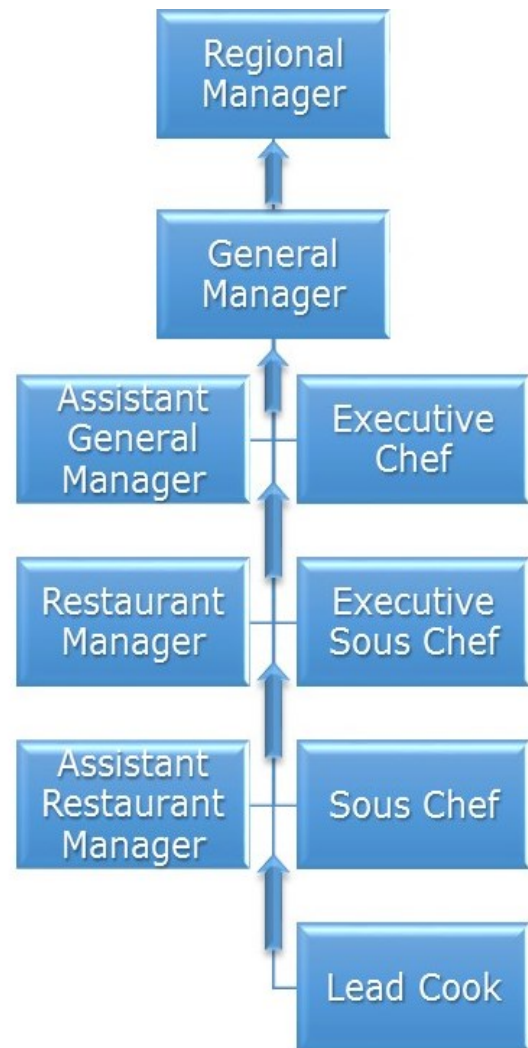 Regional
Manager
General
Manager
Assistant
General
Manager
Executive
Chef
Restaurant
Manager
Executive
Sous Chef
Assistant
Restaurant
Manager
Sous Chef
Lead Cook